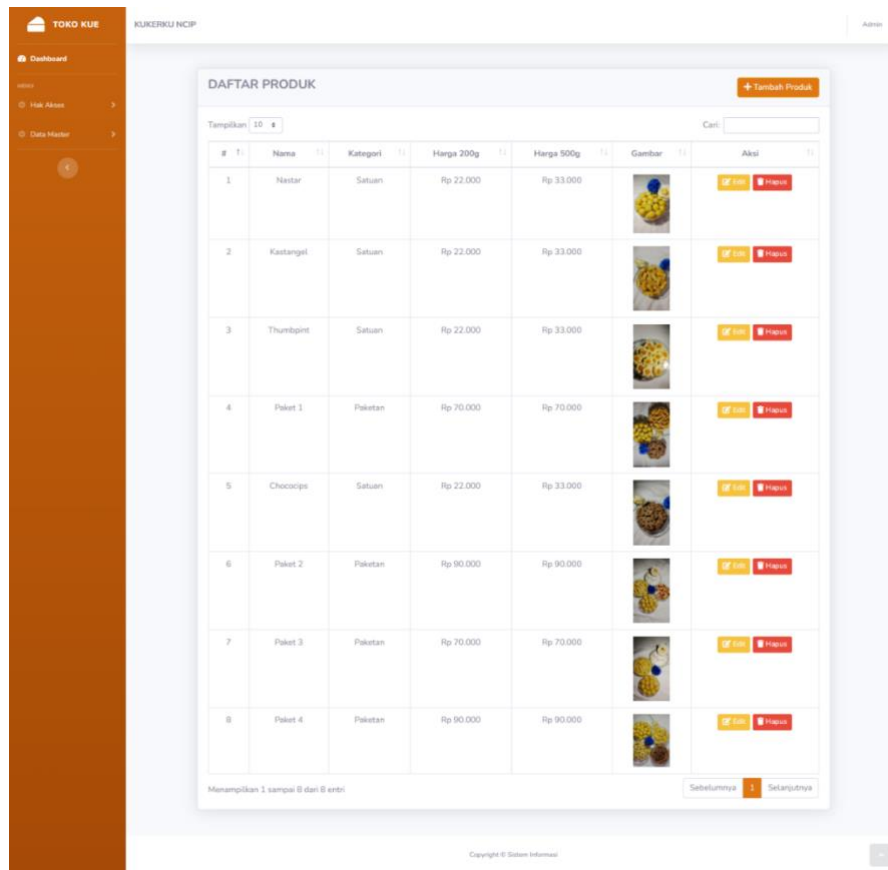 TOKO KUE
KUKERKU NCIP
Admin
Dashboard
MENU
Hak Akses
Data Master
DAFTAR PRODUK
+ Tambah Produk
Tampilkan 10
Cari:
# Nama Kategori Harga 200g Harga 500g Gambar Aksi
1 Nastar Satuan Rp 22.000 Rp 33.000 Edit Hapus
2 Kastangel Satuan Rp 22.000 Rp 33.000 Edit Hapus
3 Thumbpint Satuan Rp 22.000 Rp 33.000 Edit Hapus
4 Paket 1 Paketan Rp 70.000 Rp 70.000 Edit Hapus
5 Chococips Satuan Rp 22.000 Rp 33.000 Edit Hapus
6 Paket 2 Paketan Rp 90.000 Rp 90.000 Edit Hapus
7 Paket 3 Paketan Rp 70.000 Rp 70.000 Edit Hapus
8 Paket 4 Paketan Rp 90.000 Rp 90.000 Edit Hapus
Menampilkan 1 sampai 8 dari 8 entri
Sebelumnya 1 Selanjutnya
Copyright © Sistem Informasi